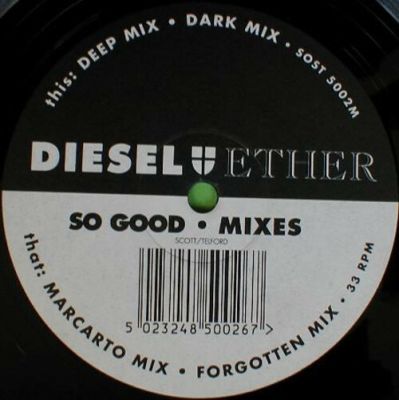 this: DEEP MIX • DARK MIX • SOST 5002M
DIESEL ETHER
SO GOOD • MIXES
SCOTT/TELFORD
5 023248 500267 >
that: MARCARTO MIX • FORGOTTEN MIX • 33 RPM